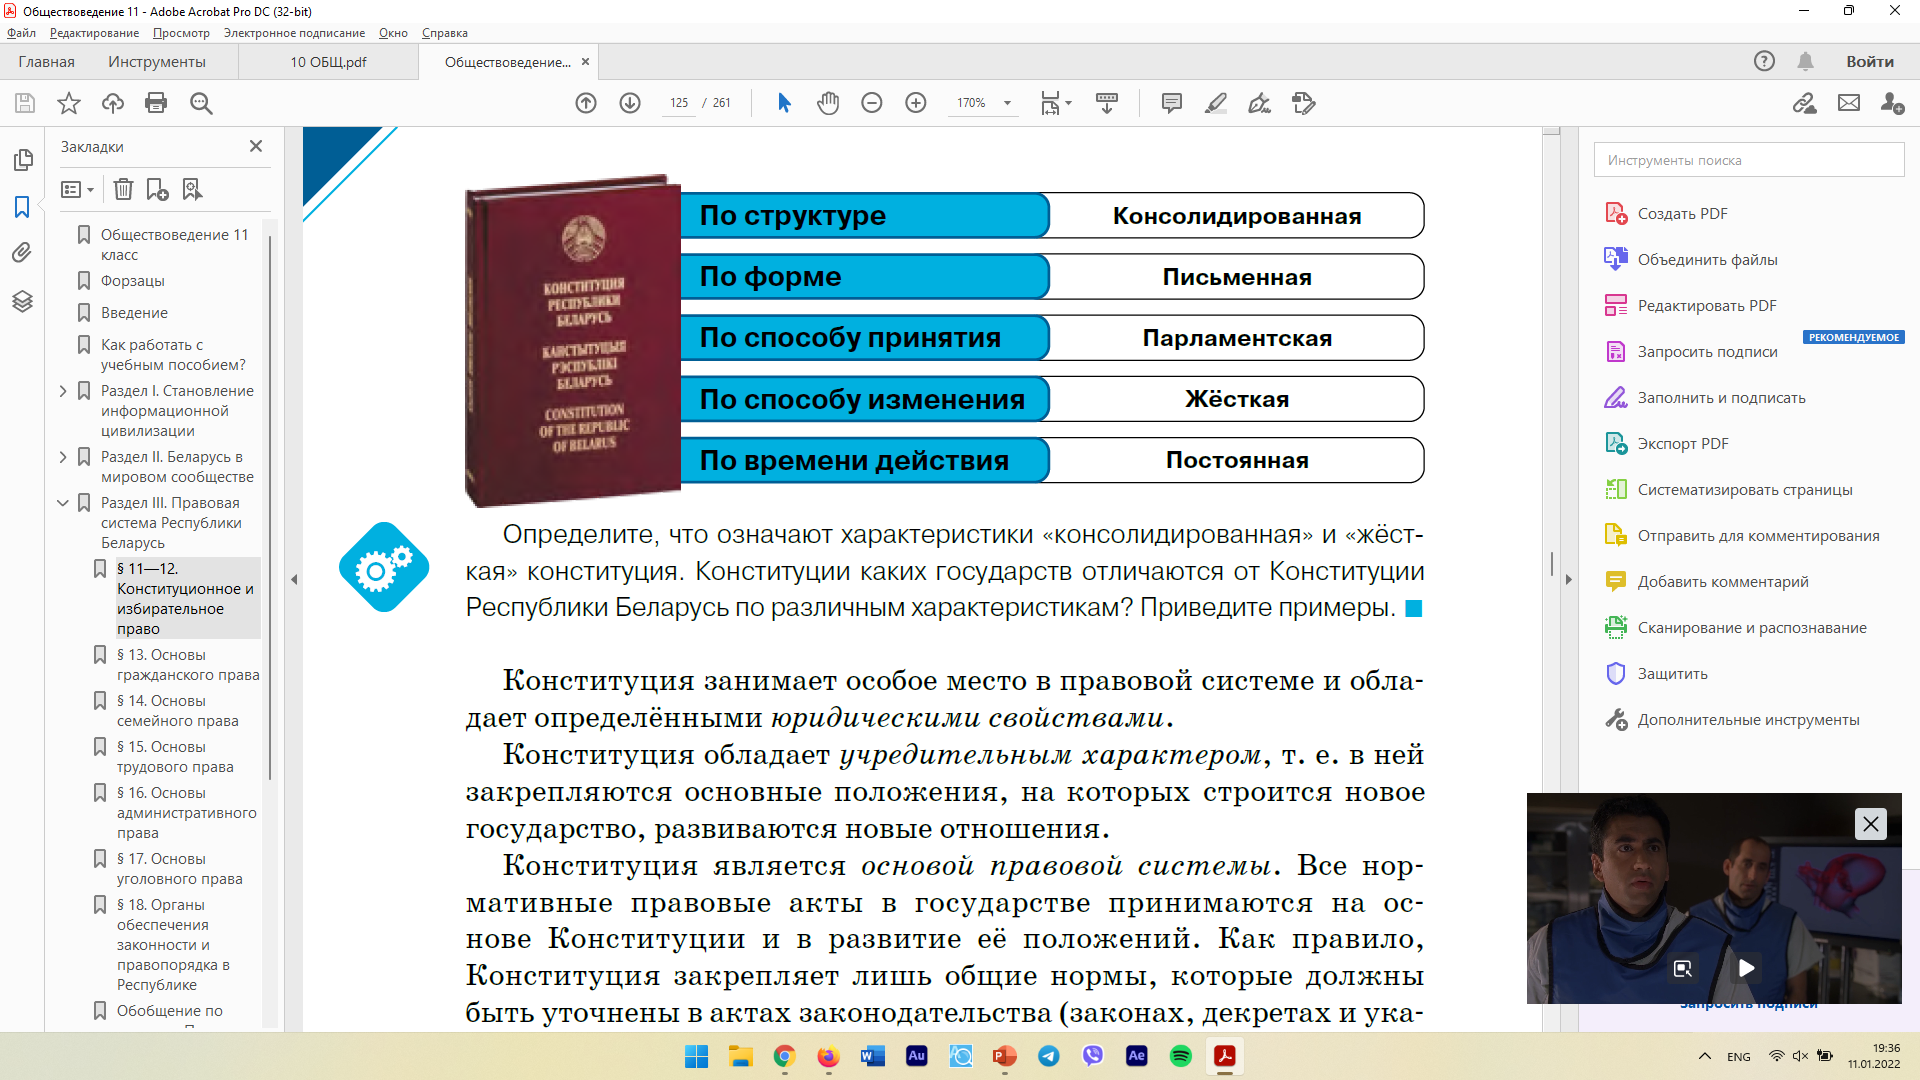 Обществоведение 11 - Adobe Acrobat Pro DC (32-bit)
Файл Редактирование Просмотр Электронное подписание Окно Справка
Главная Инструменты 10 ОБЩ.pdf Обществоведение... Войти
125 / 261 170%
Закладки
Обществоведение 11
класс
Форзацы
Введение
Как работать с
учебным пособием?
Раздел I. Становление
информационной
цивилизации
Раздел II. Беларусь в
мировом сообществе
Раздел III. Правовая
система Республики
Беларусь
§ 11—12.
Конституционное и
избирательное
право
§ 13. Основы
гражданского права
§ 14. Основы
семейного права
§ 15. Основы
трудового права
§ 16. Основы
административного
права
§ 17. Основы
уголовного права
§ 18. Органы
обеспечения
законности и
правопорядка в
Республике
Обобщение по
КОНСТИТУЦИЯ
РЕСПУБЛИКИ
БЕЛАРУСЬ
КАНСТЫТУЦЫЯ
РЭСПУБЛІКІ
БЕЛАРУСЬ
CONSTITUTION
OF THE REPUBLIC
OF BELARUS
По структуре Консолидированная
По форме Письменная
По способу принятия Парламентская
По способу изменения Жёсткая
По времени действия Постоянная
Определите, что означают характеристики «консолидированная» и «жёст-
кая» конституция. Конституции каких государств отличаются от Конституции
Республики Беларусь по различным характеристикам? Приведите примеры.
Конституция занимает особое место в правовой системе и обла-
дает определёнными юридическими свойствами.
Конституция обладает учредительным характером, т. е. в ней
закрепляются основные положения, на которых строится новое
государство, развиваются новые отношения.
Конституция является основой правовой системы. Все нор-
мативные правовые акты в государстве принимаются на ос-
нове Конституции и в развитие её положений. Как правило,
Конституция закрепляет лишь общие нормы, которые должны
быть уточнены в актах законодательства (законах, декретах и ука-
Инструменты поиска
Создать PDF
Объединить файлы
Редактировать PDF
РЕКОМЕНДУЕМОЕ
Запросить подписи
Заполнить и подписать
Экспорт PDF
Систематизировать страницы
Отправить для комментирования
Добавить комментарий
Сканирование и распознавание
Защитить
Дополнительные инструменты
Запросить подписи
Au Ae
ENG
19:36
11.01.2022